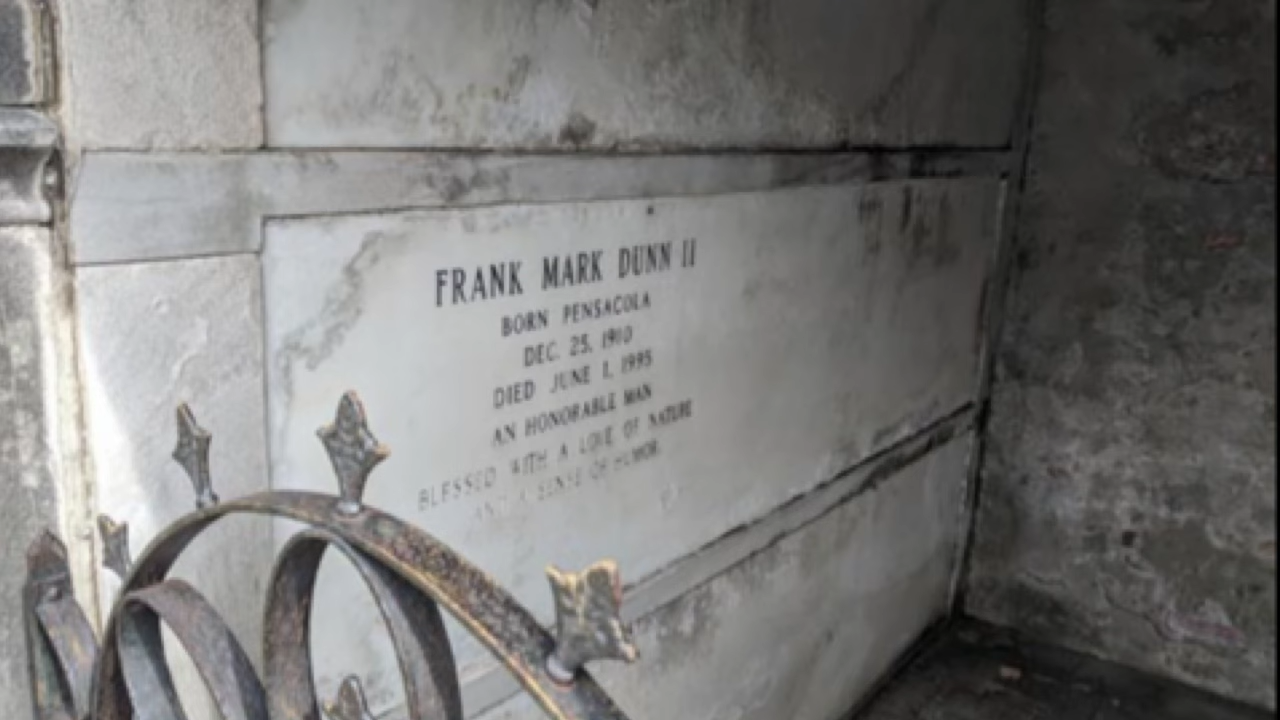 FRANK MARK DUNN II
BORN PENSACOLA
DEC. 25, 1910
DIED JUNE 1, 1995
AN HONORABLE MAN
BLESSED WITH A LOVE OF NATURE
AND A SENSE OF HUMOR